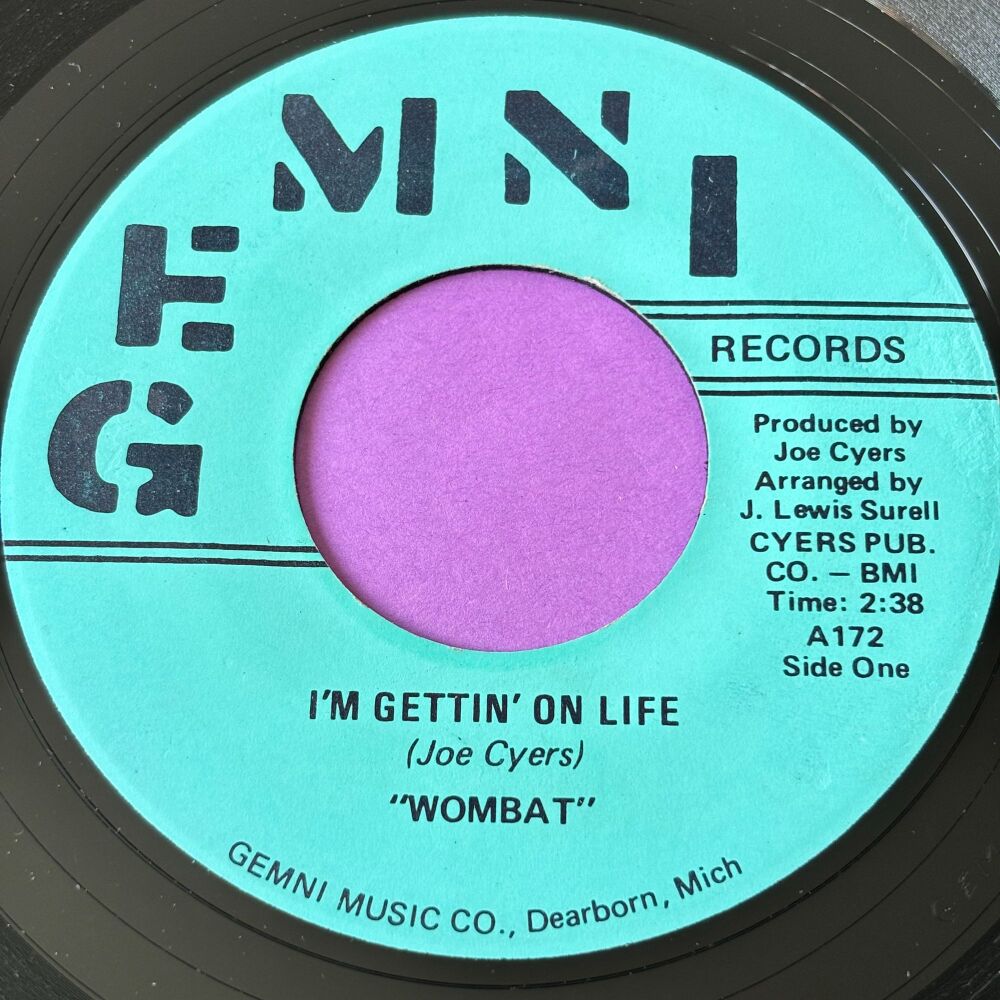 GEMNI
RECORDS
Produced by
Joe Cyers
Arranged by
J. Lewis Surell
CYERS PUB.
CO. – BMI
Time: 2:38
A172
Side One
I'M GETTIN' ON LIFE
(Joe Cyers)
"WOMBAT"
GEMNI MUSIC CO., Dearborn, Mich